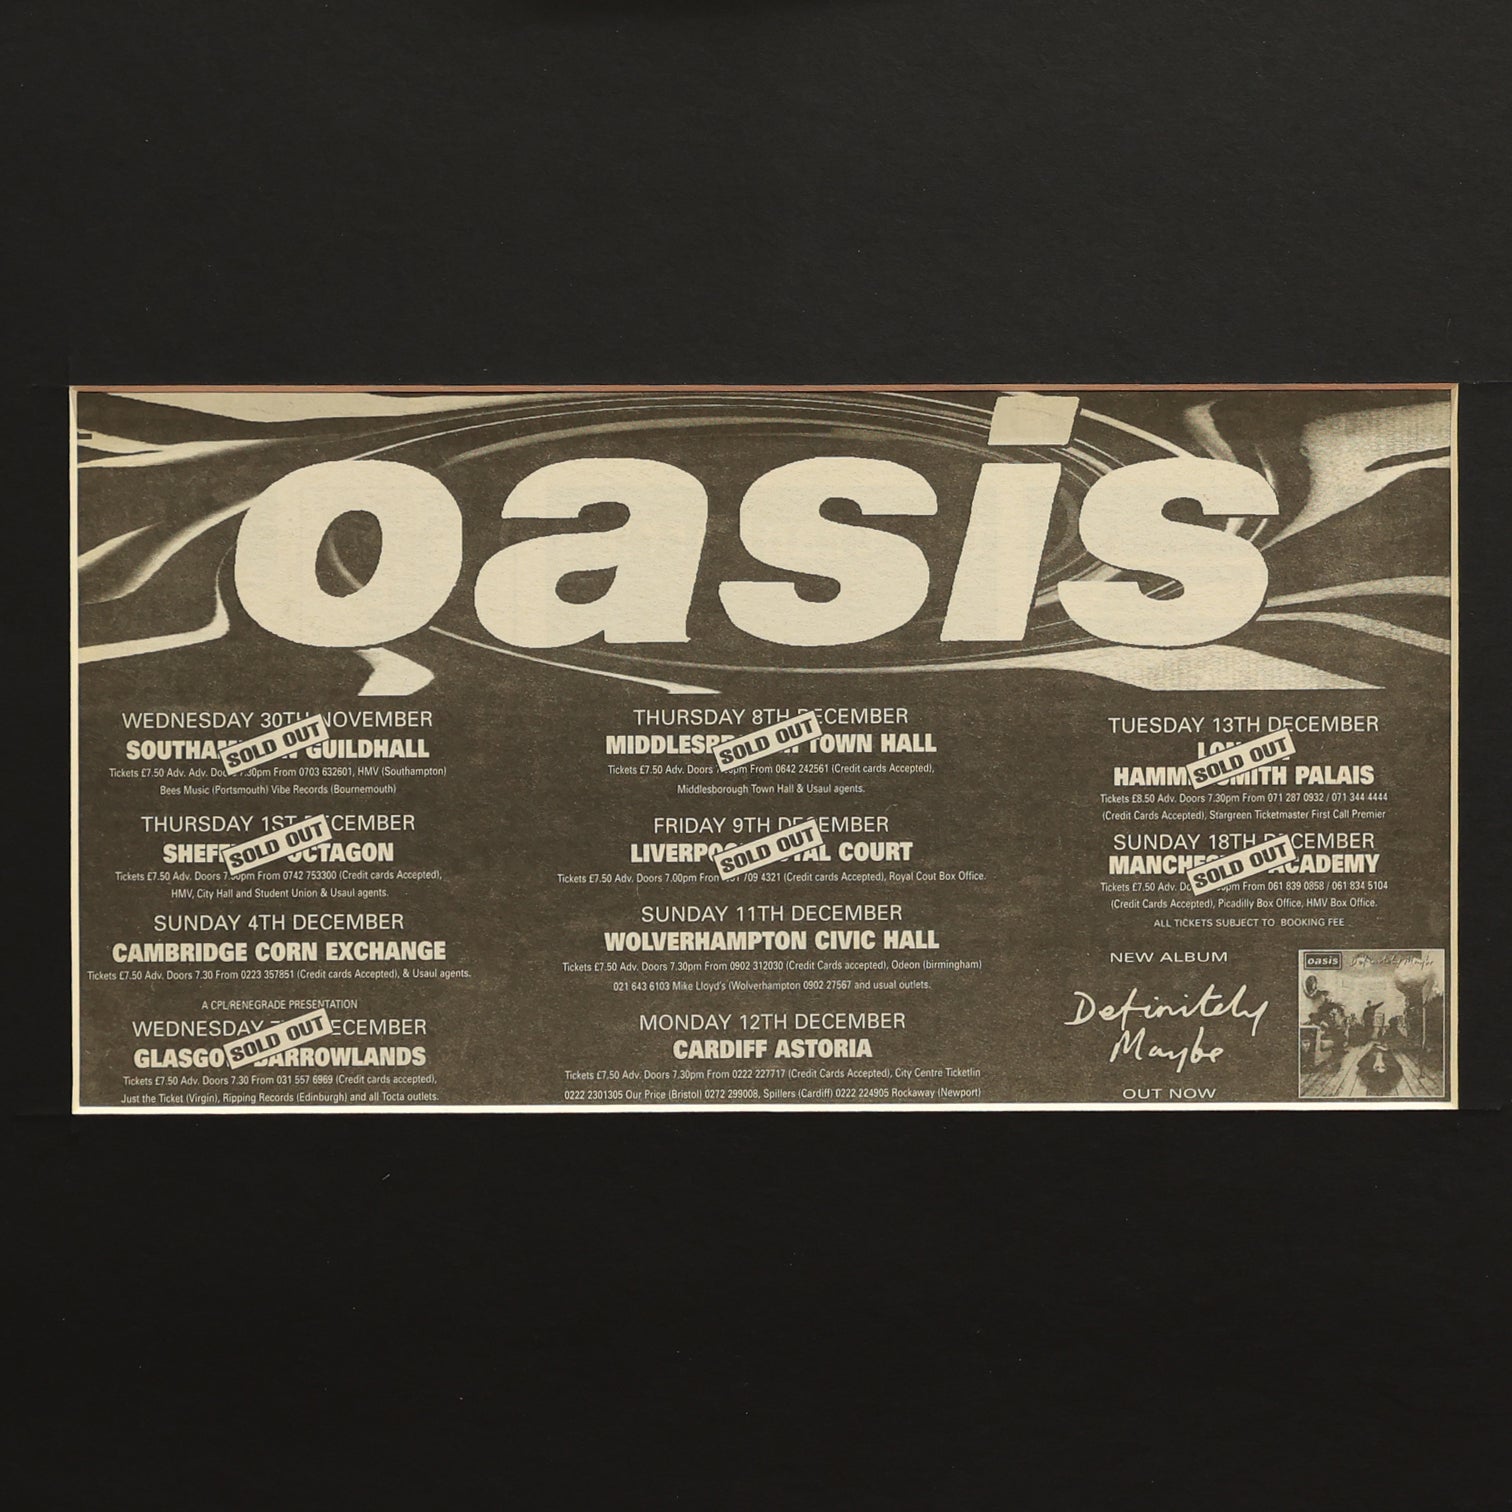 oasis
WEDNESDAY 30TH NOVEMBER
SOUTHA GUILDHALL
SOLD OUT
Tickets £7.50 Adv. Adv. Doo .30pm From 0703 632601, HMV (Southampton)
Bees Music (Portsmouth) Vibe Records (Bournemouth)
THURSDAY 1ST DECEMBER
SHEFF OCTAGON
SOLD OUT
Tickets £7.50 Adv. Doors 7.30pm From 0742 753300 (Credit cards Accepted),
HMV, City Hall and Student Union & Usaul agents.
SUNDAY 4TH DECEMBER
CAMBRIDGE CORN EXCHANGE
Tickets £7.50 Adv. Doors 7.30 From 0223 357851 (Credit cards Accepted), & Usaul agents.
A CPL/RENEGRADE PRESENTATION
WEDNESDAY 7TH DECEMBER
GLASGO BARROWLANDS
SOLD OUT
Tickets £7.50 Adv. Doors 7.30 From 031 557 6969 (Credit cards accepted),
Just the Ticket (Virgin), Ripping Records (Edinburgh) and all Tocta outlets.
THURSDAY 8TH DECEMBER
MIDDLESBR TOWN HALL
SOLD OUT
Tickets £7.50 Adv. Doors 7.30pm From 0642 242561 (Credit cards Accepted),
Middlesborough Town Hall & Usaul agents.
FRIDAY 9TH DECEMBER
LIVERPOO ROYAL COURT
SOLD OUT
Tickets £7.50 Adv. Doors 7.00pm From 051 709 4321 (Credit cards Accepted), Royal Cout Box Office.
SUNDAY 11TH DECEMBER
WOLVERHAMPTON CIVIC HALL
Tickets £7.50 Adv. Doors 7.30pm From 0902 312030 (Credit Cards accepted), Odeon (birmingham)
021 643 6103 Mike Lloyd's (Wolverhampton 0902 27567 and usual outlets.
MONDAY 12TH DECEMBER
CARDIFF ASTORIA
Tickets £7.50 Adv. Doors 7.30pm From 0222 227717 (Credit Cards Accepted), City Centre Ticketlin
0222 2301305 Our Price (Bristol) 0272 299008, Spillers (Cardiff) 0222 224905 Rockaway (Newport)
TUESDAY 13TH DECEMBER
LON
HAMMERSMITH PALAIS
SOLD OUT
Tickets £8.50 Adv. Doors 7.30pm From 071 287 0932 / 071 344 4444
(Credit Cards Accepted), Stargreen Ticketmaster First Call Premier
SUNDAY 18TH DECEMBER
MANCHES ACADEMY
SOLD OUT
Tickets £7.50 Adv. Do pm From 061 839 0858 / 061 834 5104
(Credit Cards Accepted), Picadilly Box Office, HMV Box Office.
ALL TICKETS SUBJECT TO BOOKING FEE
NEW ALBUM
Definitely
Maybe
OUT NOW
oasis
Definitely Maybe